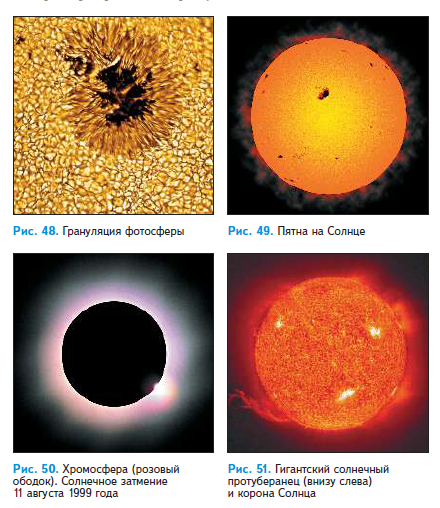 Рис. 48. Грануляция фотосферы
Рис. 49. Пятна на Солнце
Рис. 50. Хромосфера (розовый
ободок). Солнечное затмение
11 августа 1999 года
Рис. 51. Гигантский солнечный
протуберанец (внизу слева)
и корона Солнца